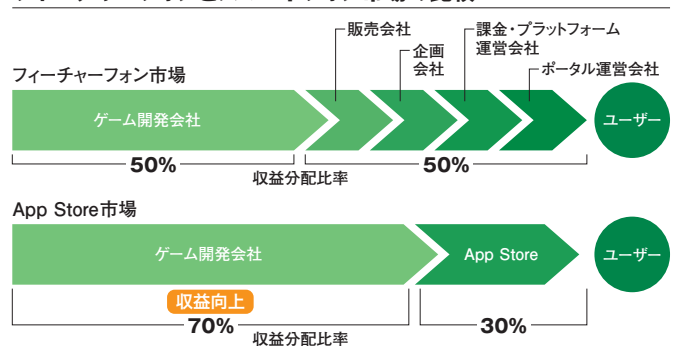 販売会社
課金・プラットフォーム
運営会社
企画
会社
ポータル運営会社
フィーチャーフォン市場
ゲーム開発会社
ユーザー
50%
50%
収益分配比率
App Store市場
ゲーム開発会社
App Store
ユーザー
収益向上
70%
30%
収益分配比率